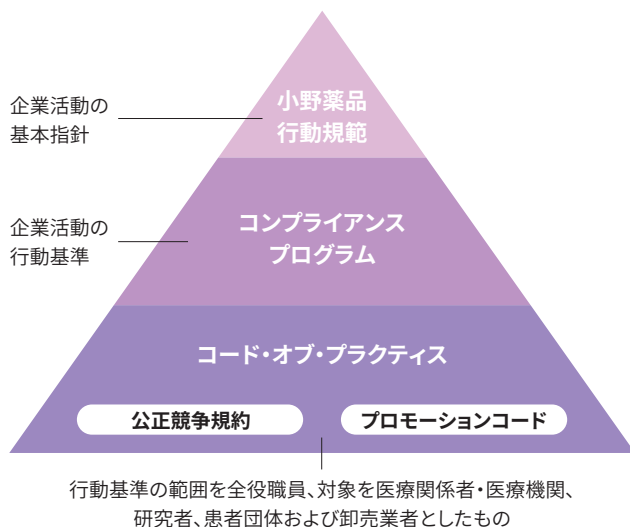 小野薬品
行動規範
企業活動の
基本指針
コンプライアンス
プログラム
企業活動の
行動基準
コード・オブ・プラクティス
公正競争規約
プロモーションコード
行動基準の範囲を全役職員、対象を医療関係者・医療機関、
研究者、患者団体および卸売業者としたもの